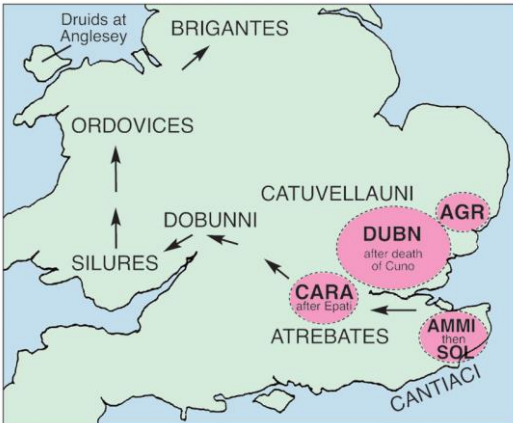 Druids at
Anglesey
BRIGANTES
ORDOVICES
CATUVELLAUNI
AGR
DOBUNNI
DUBN
after death
of Cuno
SILURES
CARA
after Epati
ATREBATES
AMMI
then
SOL
CANTIACI